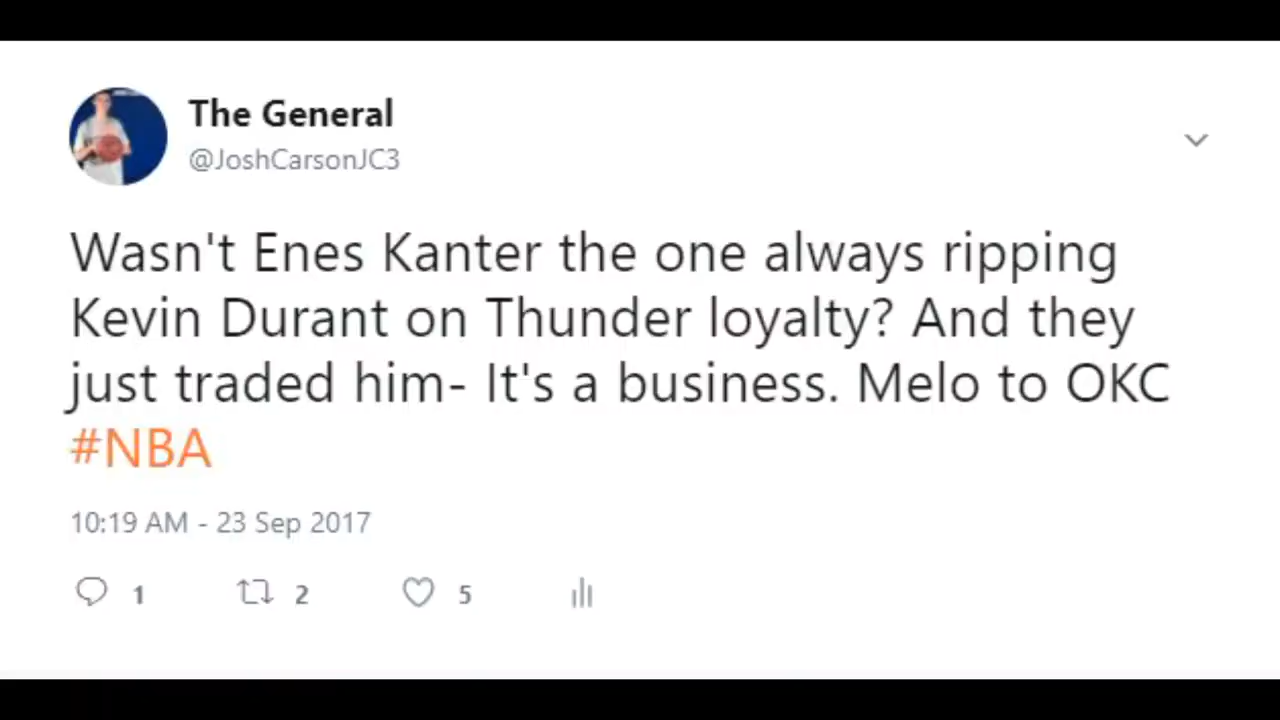 The General
@JoshCarsonJC3
Wasn't Enes Kanter the one always ripping
Kevin Durant on Thunder loyalty? And they
just traded him- It's a business. Melo to OKC
#NBA
10:19 AM - 23 Sep 2017
1 2 5